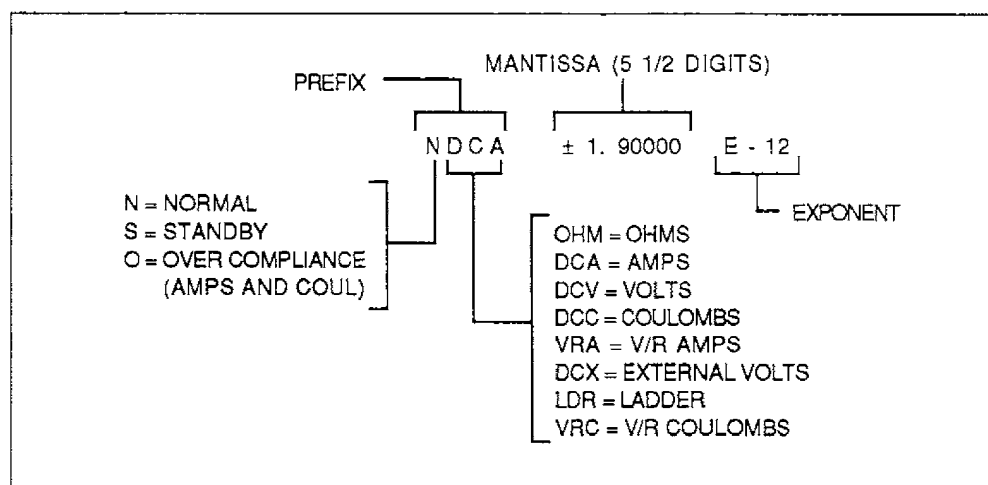 MANTISSA (5 1/2 DIGITS)
PREFIX
NDCA ± 1. 90000 E - 12
EXPONENT
N = NORMAL
S = STANDBY
O = OVER COMPLIANCE
(AMPS AND COUL)
OHM = OHMS
DCA = AMPS
DCV = VOLTS
DCC = COULOMBS
VRA = V/R AMPS
DCX = EXTERNAL VOLTS
LDR = LADDER
VRC = V/R COULOMBS